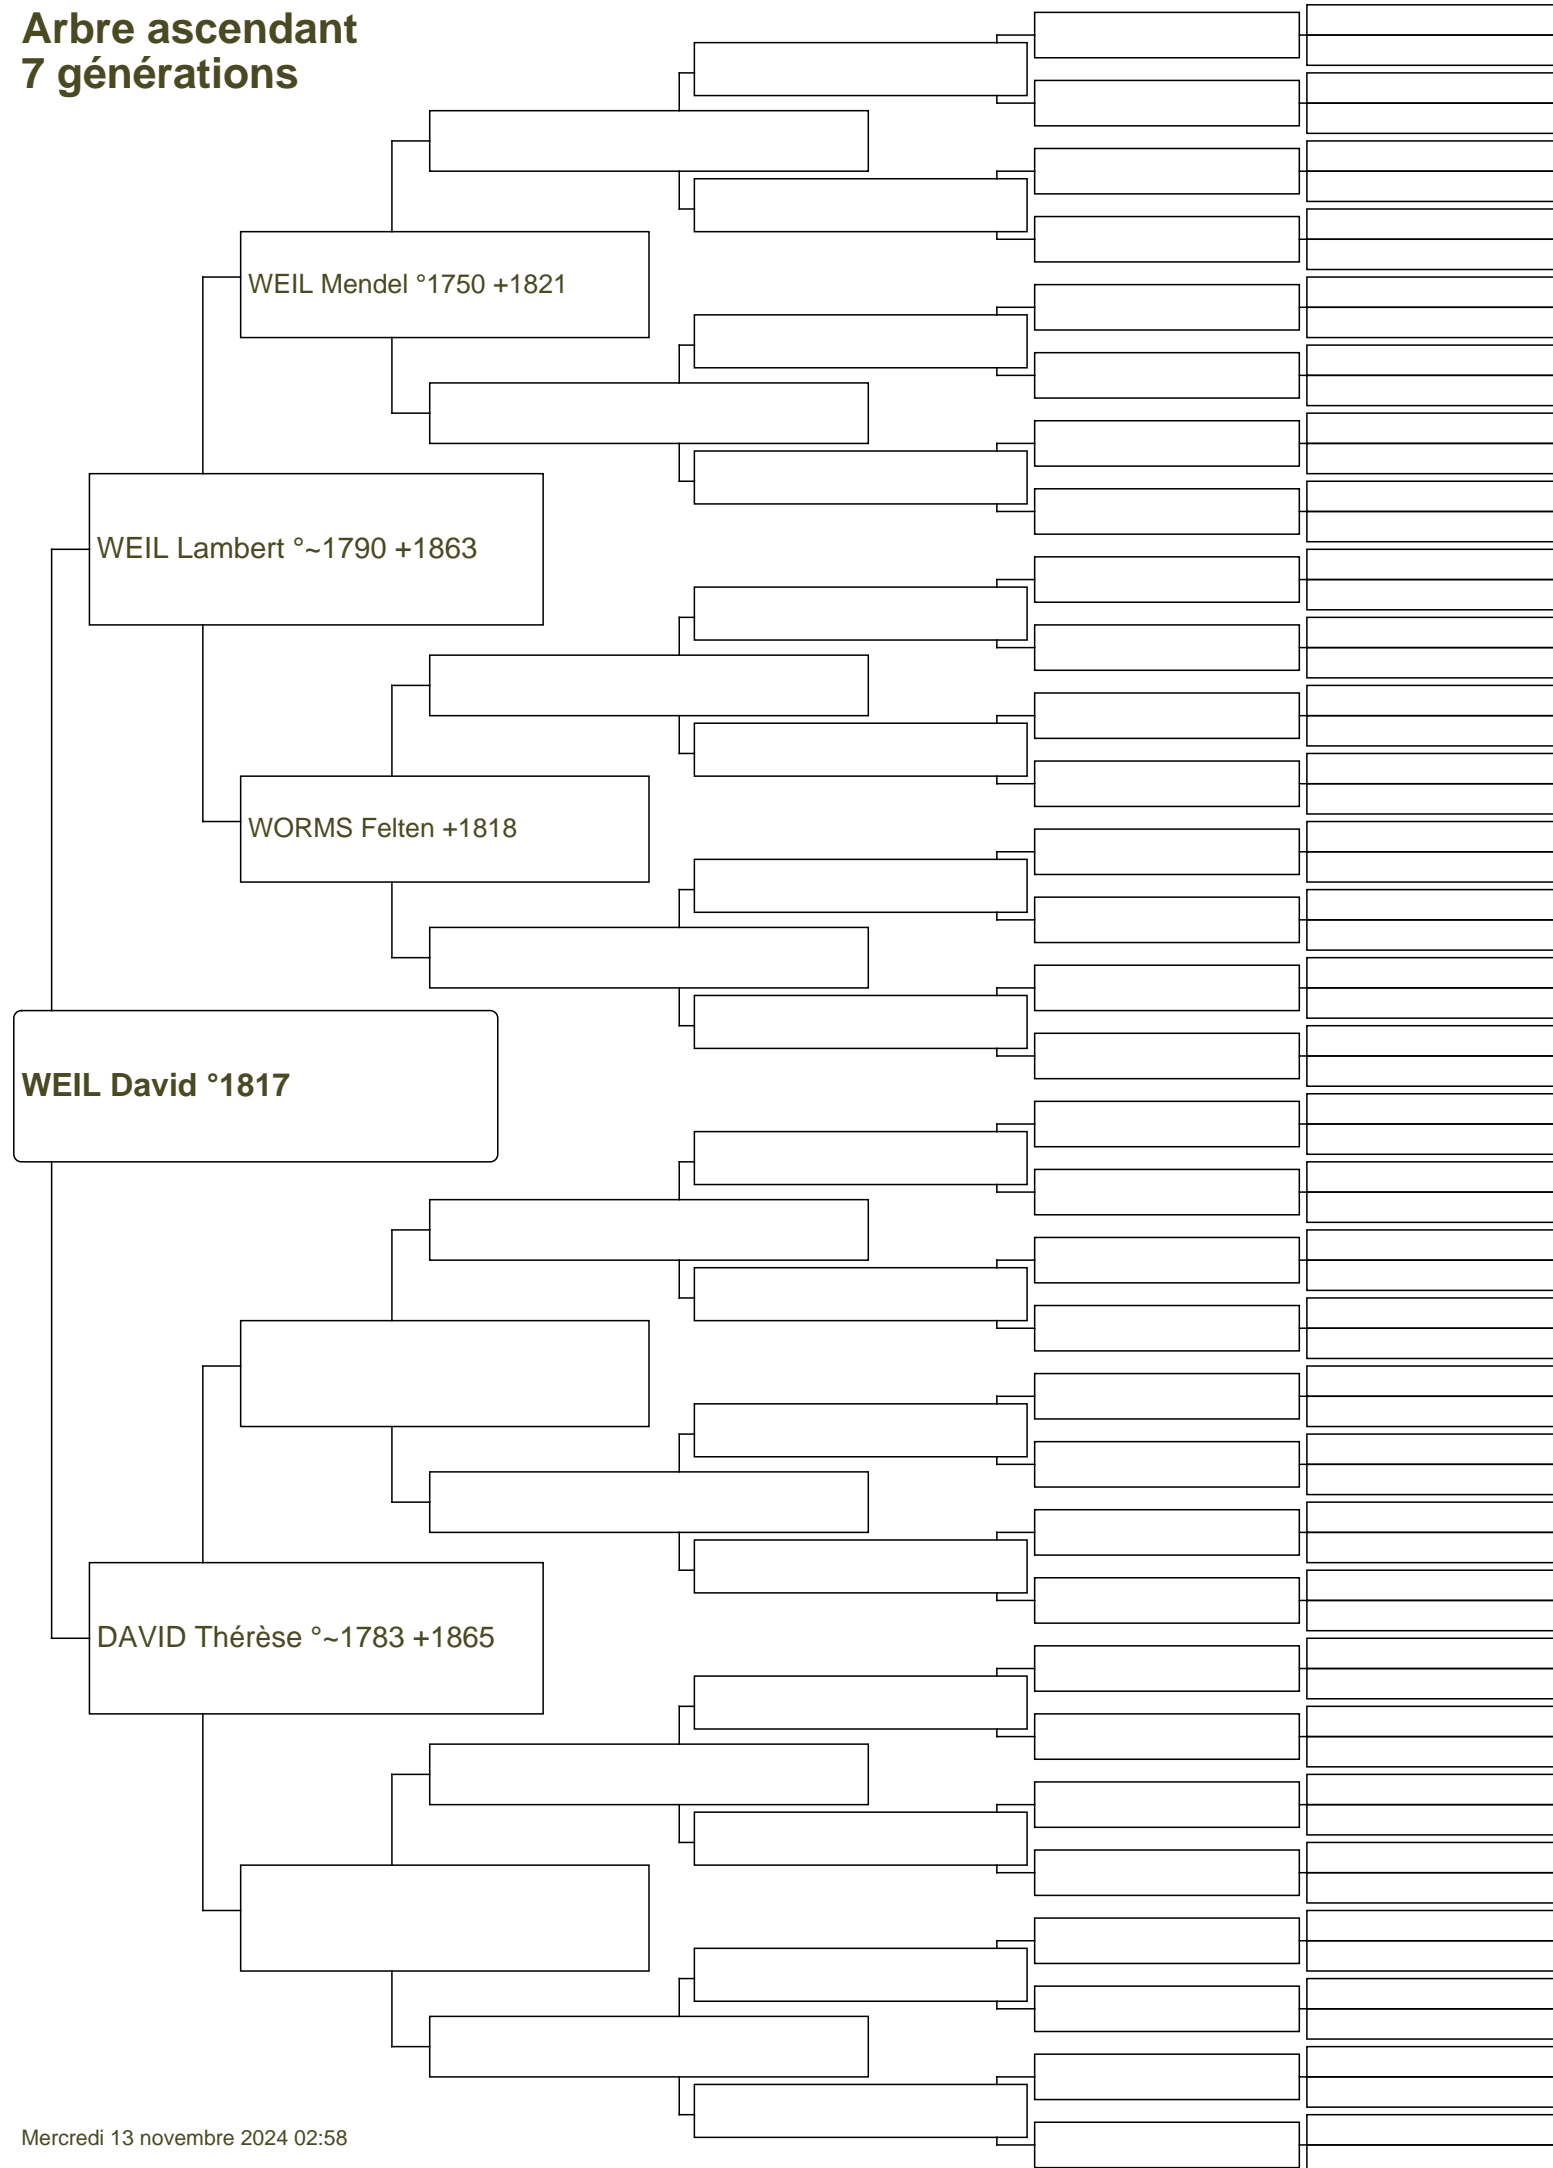 Arbre ascendant
7 générations
WEIL Mendel °1750 +1821
WEIL Lambert °~1790 +1863
WORMS Felten +1818
WEIL David °1817
DAVID Thérèse °~1783 +1865
Mercredi 13 novembre 2024 02:58